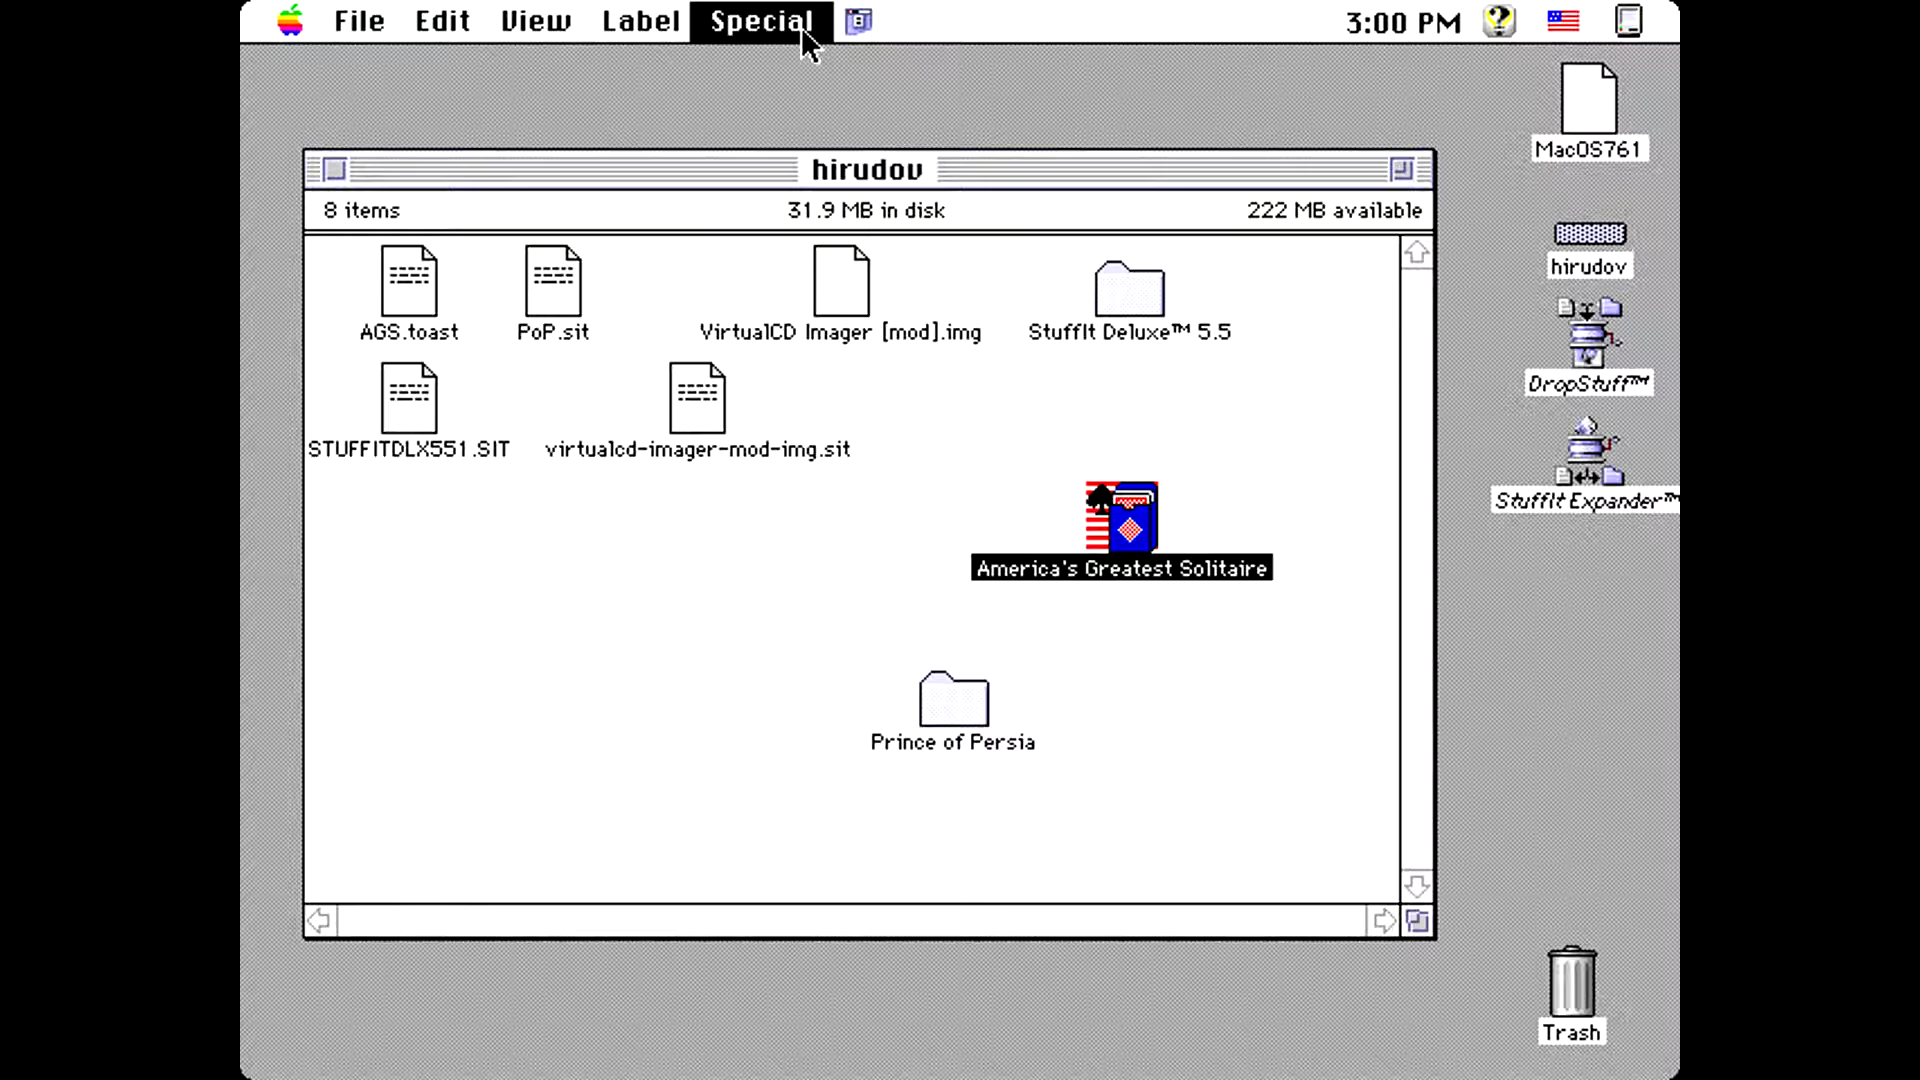 File Edit View Label Special 3:00 PM
MacOS761
hirudov
8 items 31.9 MB in disk 222 MB available
hirudov
AGS.toast PoP.sit VirtualCD Imager [mod].img StuffIt Deluxe™ 5.5
DropStuff™
STUFFITDLX551.SIT virtualcd-imager-mod-img.sit
StuffIt Expander™
America's Greatest Solitaire
Prince of Persia
Trash